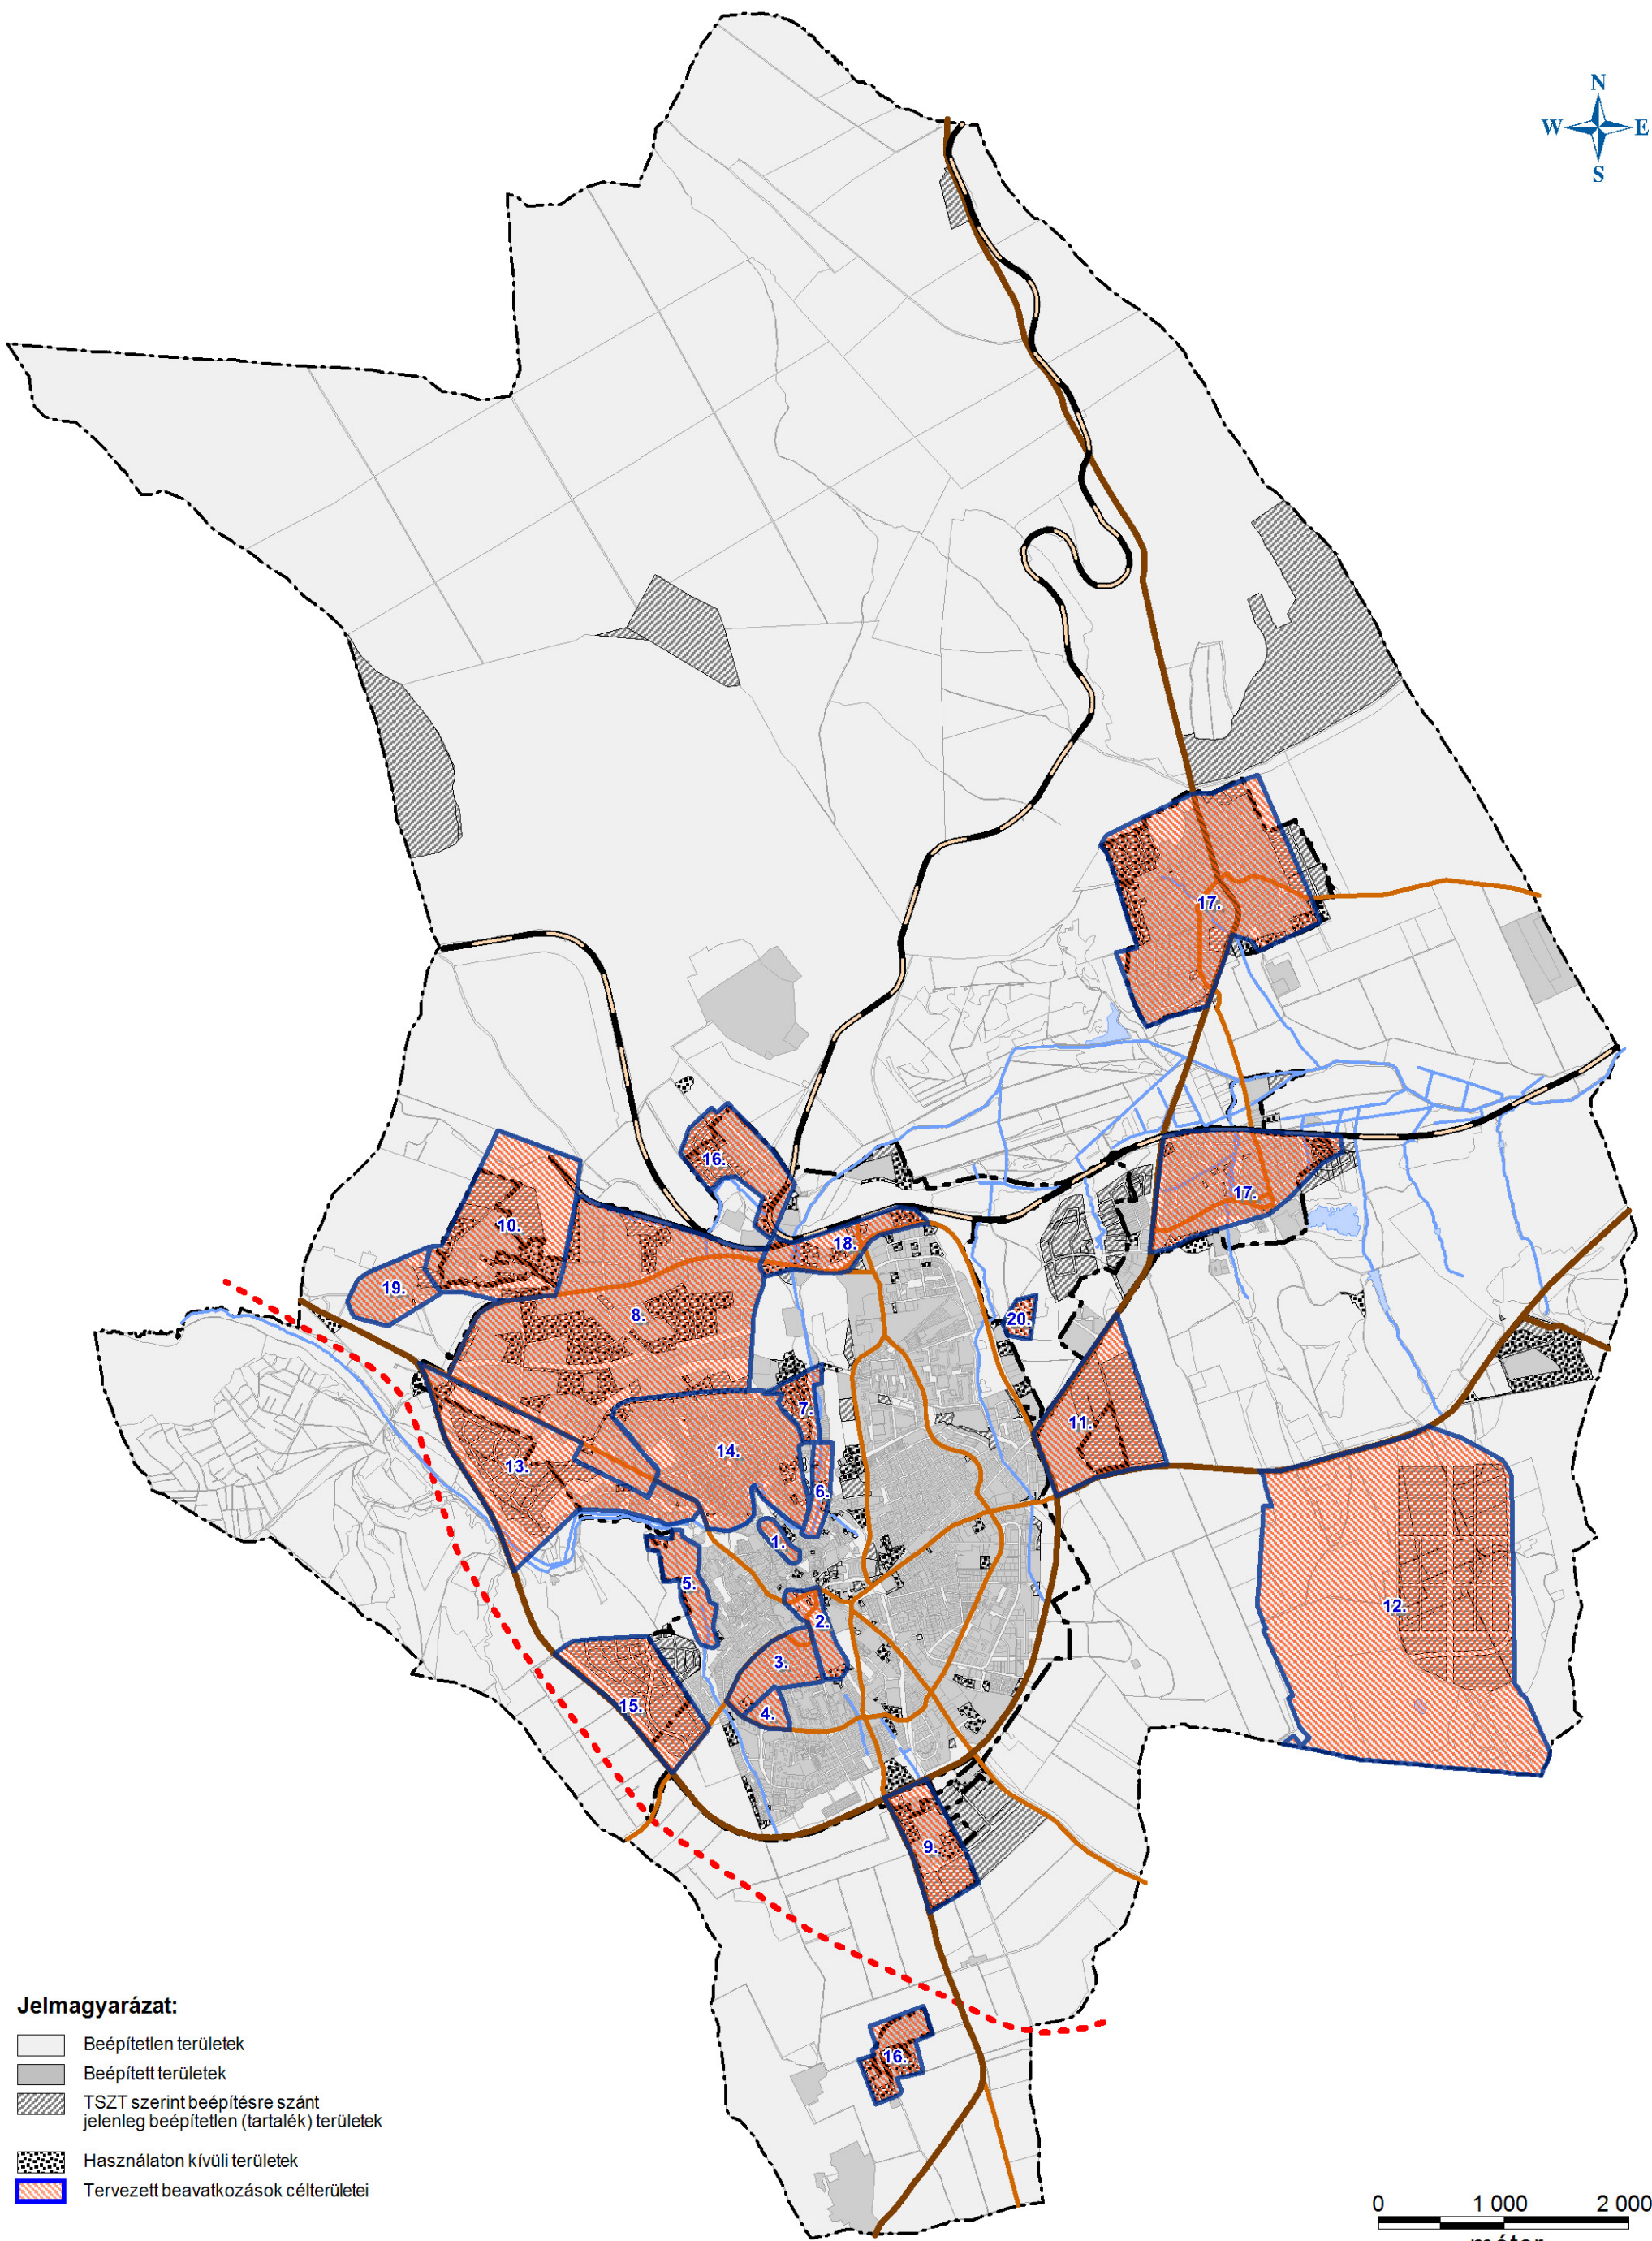 N
W E
S
17.
16.
17.
10.
18.
19.
8.
20.
7.
11.
14.
13.
6.
1.
5.
12.
2.
3.
15.
4.
9.
16.
Jelmagyarázat:
Beépítetlen területek
Beépített területek
TSZT szerint beépítésre szánt
jelenleg beépítetlen (tartalék) területek
Használaton kívüli területek
Tervezett beavatkozások célterületei
0 1 000 2 000
méter